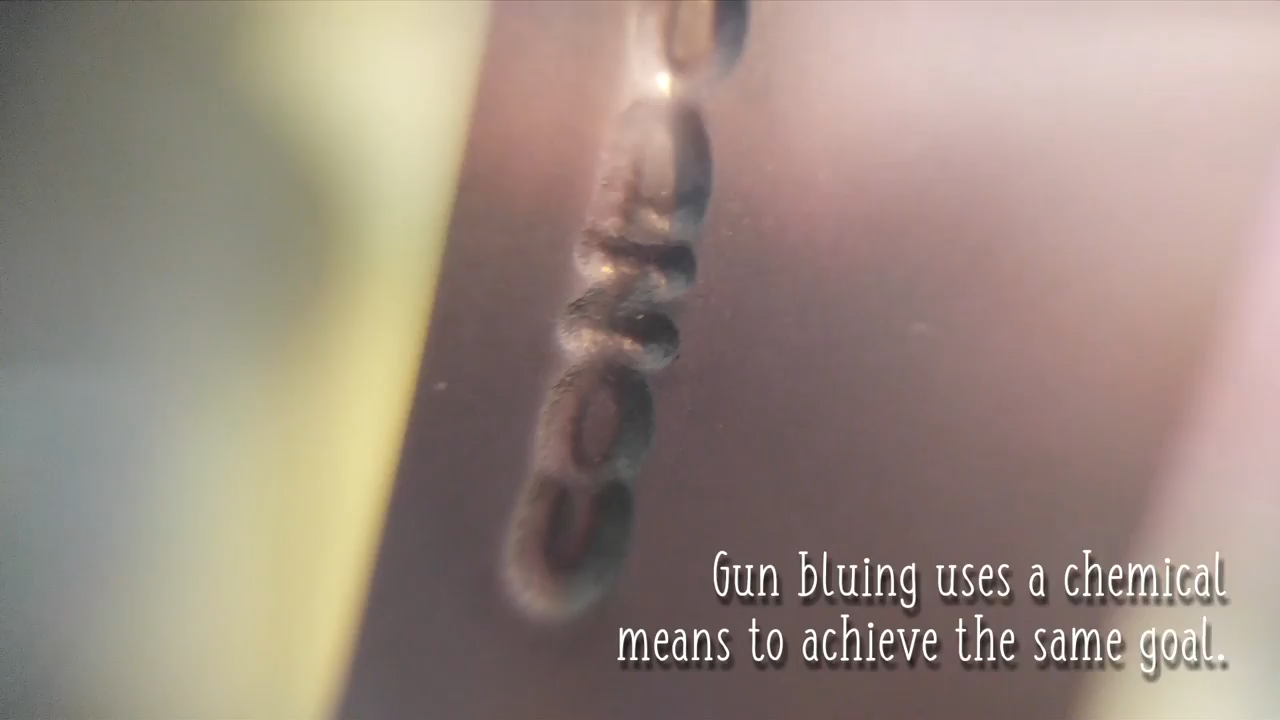 Gun bluing uses a chemical
means to achieve the same goal.